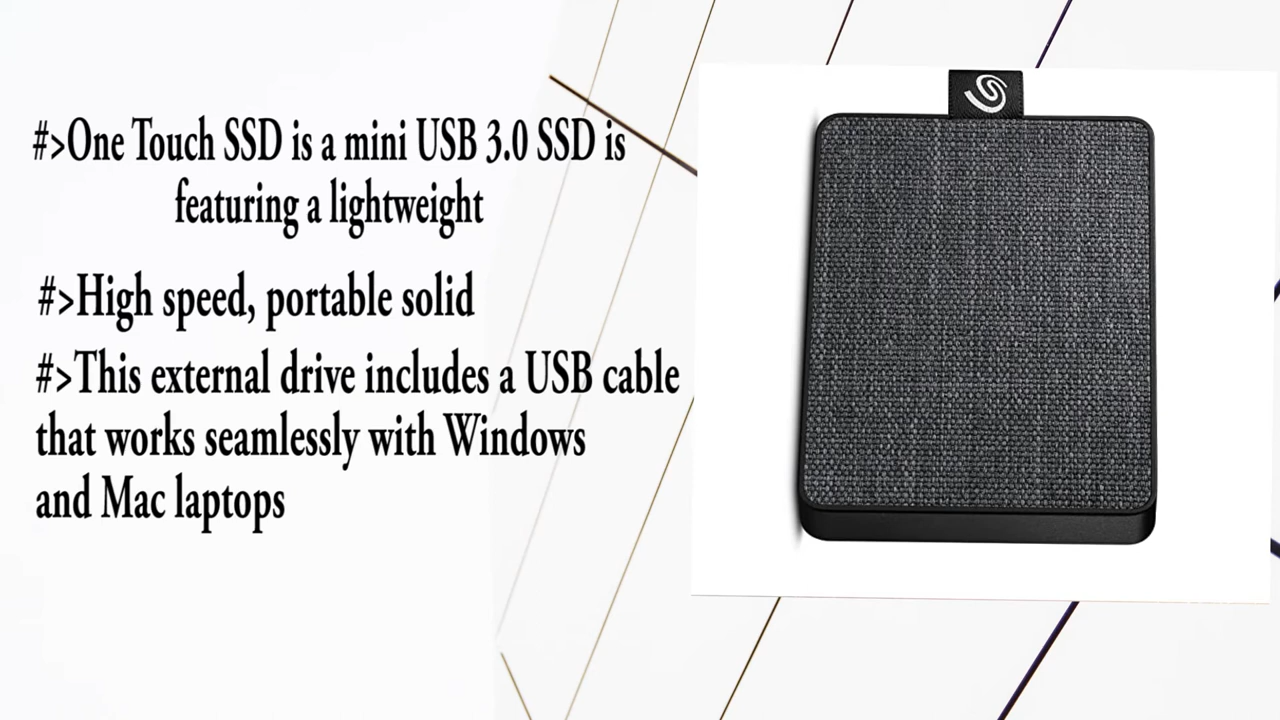 #>One Touch SSD is a mini USB 3.0 SSD is
featuring a lightweight
#>High speed, portable solid
#>This external drive includes a USB cable
that works seamlessly with Windows
and Mac laptops